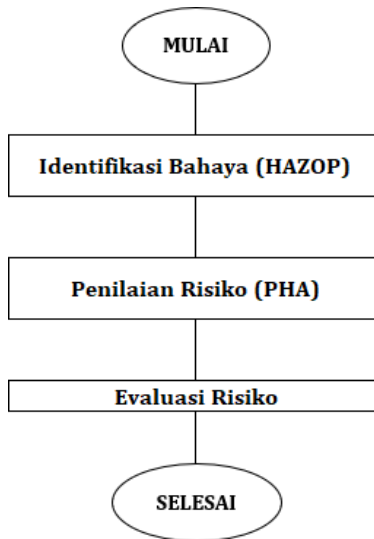 MULAI
Identifikasi Bahaya (HAZOP)
Penilaian Risiko (PHA)
Evaluasi Risiko
SELESAI